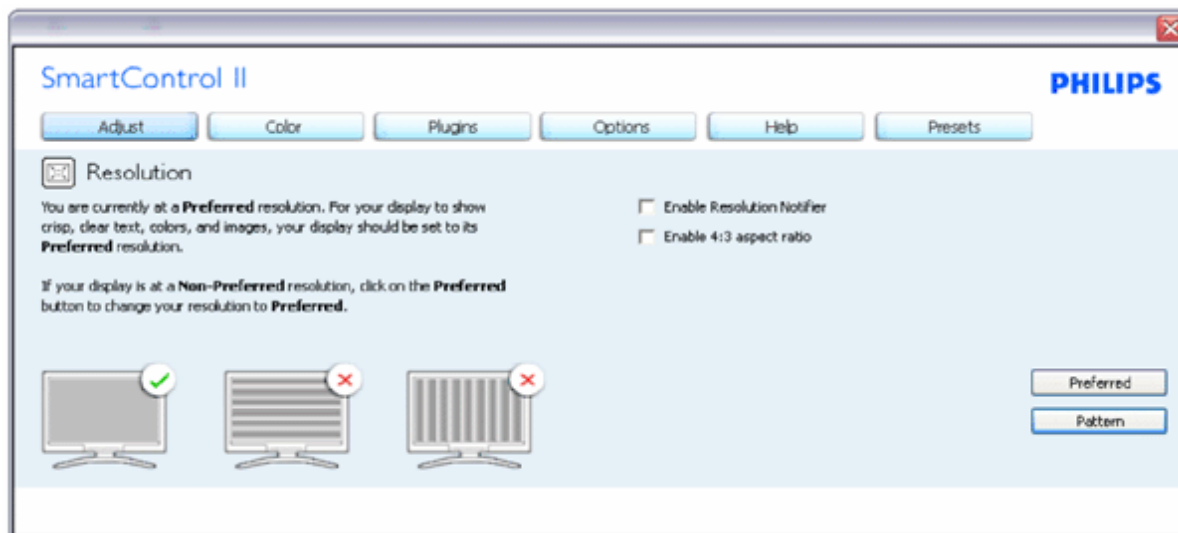 SmartControl II
PHILIPS
Adjust Color Plugins Options Help Presets
Resolution
You are currently at a Preferred resolution. For your display to show
crisp, clear text, colors, and images, your display should be set to its
Preferred resolution.
If your display is at a Non-Preferred resolution, click on the Preferred
button to change your resolution to Preferred.
Enable Resolution Notifier
Enable 4:3 aspect ratio
Preferred
Pattern